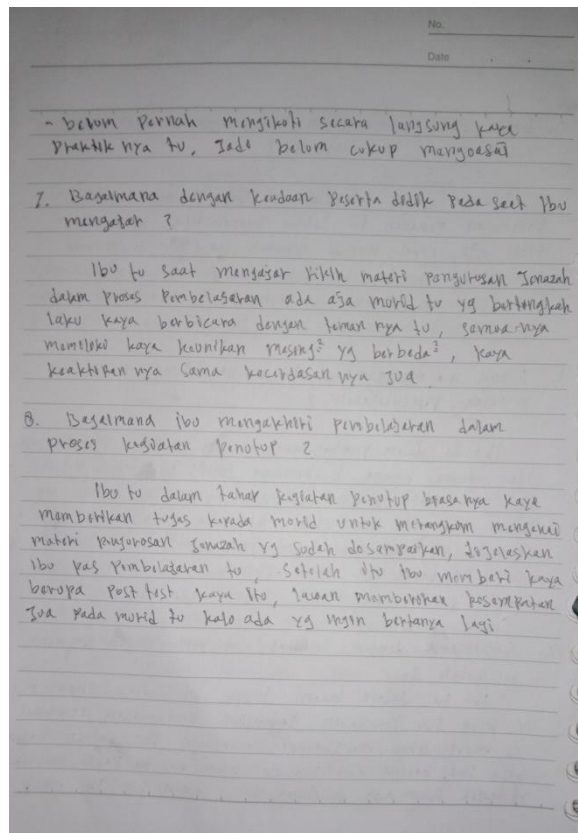 No.
Date
- belum pernah mengikuti secara langsung kaya
praktik nya tu, Jadi belum cukup menguasai
7. Bagaimana dengan keadaan peserta didik pada saat Ibu
mengajar ?
Ibu tu saat mengajar fikih materi pengurusan Jenazah
dalam proses pembelajaran ada aja murid tu yg bertingkah
laku kaya berbicara dengan teman nya tu, semua nya
memiliki kaya keunikan masing² yg berbeda², kaya
keaktifan nya sama kecerdasan nya Jua
8. Bagaimana ibu mengakhiri pembelajaran dalam
proses kegiatan penutup ?
Ibu tu dalam tahap kegiatan penutup biasa nya kaya
memberikan tugas kepada murid untuk merangkum mengenai
materi pengurusan Jenazah yg sudah disampaikan, dijelaskan
ibu pas pembelajaran tu, setelah itu ibu memberi kaya
berupa post test kaya itu, lawan memberikan kesempatan
Jua pada murid tu kalo ada yg ingin bertanya lagi